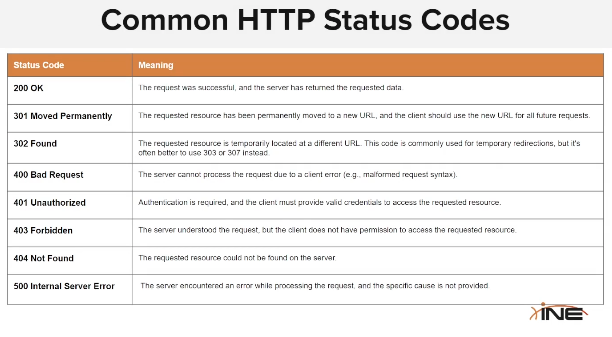 Common HTTP Status Codes
Status Code Meaning
200 OK The request was successful, and the server has returned the requested data
301 Moved Permanently The requested resource has been permanently moved to a new URL, and the client should use the new URL for all future requests.
302 Found The requested resource is temporarily located at a different URL. This code is commonly used for temporary redirections, but it's
often better to use 303 or 307 instead.
400 Bad Request The server cannot process the request due to a client error (e.g., malformed request syntax).
401 Unauthorized Authentication is required, and the client must provide valid credentials to access the requested resource.
403 Forbidden The server understood the request, but the client does not have permission to access the requested resource.
404 Not Found The requested resource could not be found on the server.
500 Internal Server Error The server encountered an error while processing the request, and the specific cause is not provided.
INE